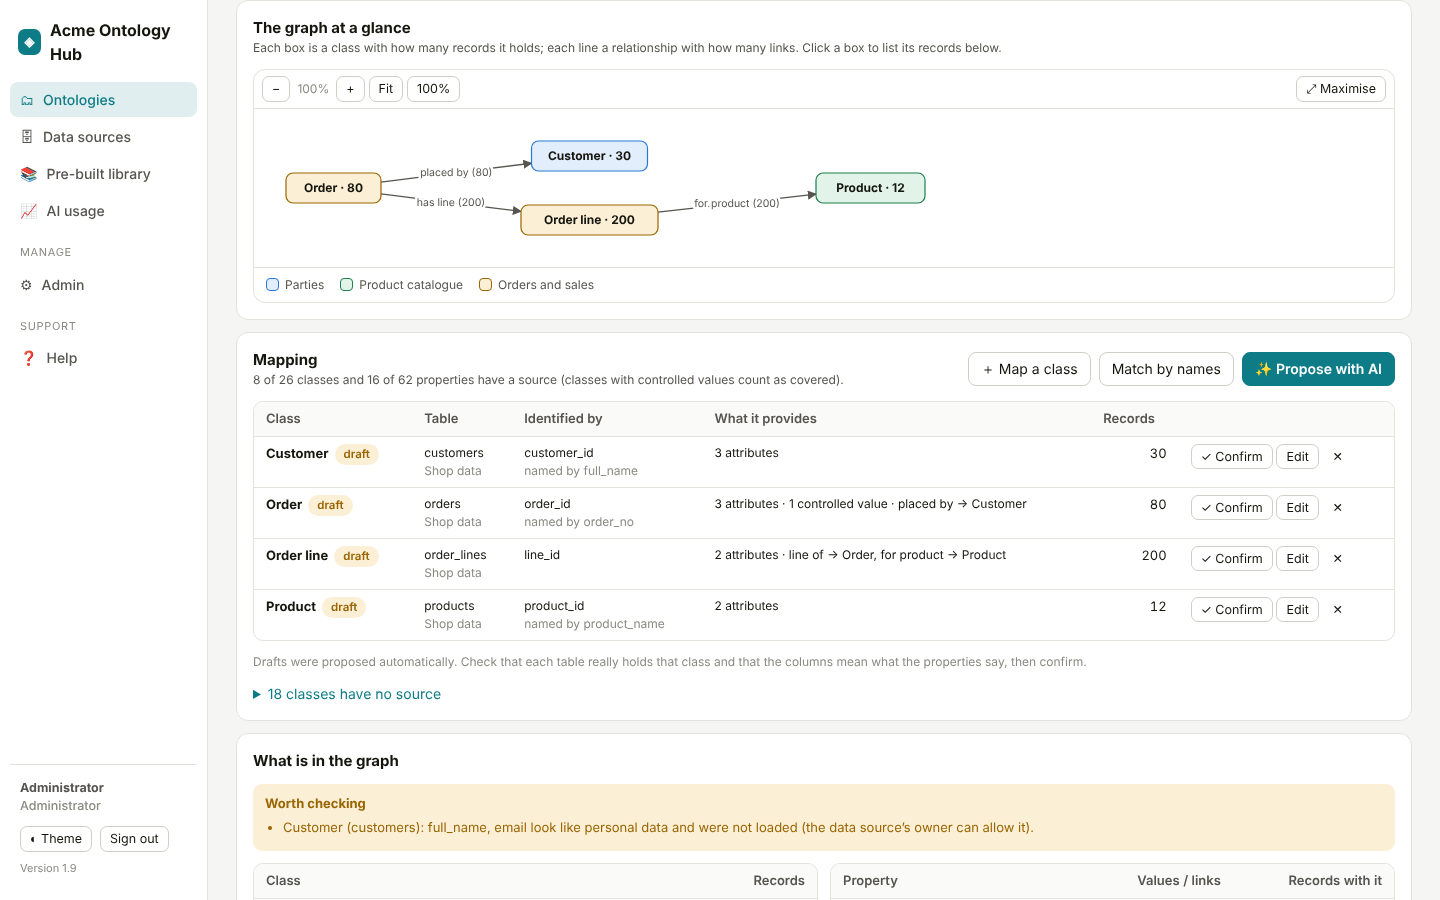 Acme Ontology
Hub
Ontologies
Data sources
Pre-built library
AI usage
MANAGE
Admin
SUPPORT
Help
Administrator
Administrator
Theme
Sign out
Version 1.9
The graph at a glance
Each box is a class with how many records it holds; each line a relationship with how many links. Click a box to list its records below.
− 100% + Fit 100%
Maximise
Customer · 30
placed by (80)
Order · 80
Product · 12
has line (200)
for product (200)
Order line · 200
Parties Product catalogue Orders and sales
Mapping
8 of 26 classes and 16 of 62 properties have a source (classes with controlled values count as covered).
+ Map a class Match by names ✨ Propose with AI
Class Table Identified by What it provides Records
Customer draft customers customer_id 3 attributes 30 ✓ Confirm Edit ✕
Shop data named by full_name
Order draft orders order_id 3 attributes · 1 controlled value · placed by → Customer 80 ✓ Confirm Edit ✕
Shop data named by order_no
Order line draft order_lines line_id 2 attributes · line of → Order, for product → Product 200 ✓ Confirm Edit ✕
Shop data
Product draft products product_id 2 attributes 12 ✓ Confirm Edit ✕
Shop data named by product_name
Drafts were proposed automatically. Check that each table really holds that class and that the columns mean what the properties say, then confirm.
▶ 18 classes have no source
What is in the graph
Worth checking
• Customer (customers): full_name, email look like personal data and were not loaded (the data source's owner can allow it).
Class Records
Property Values / links Records with it